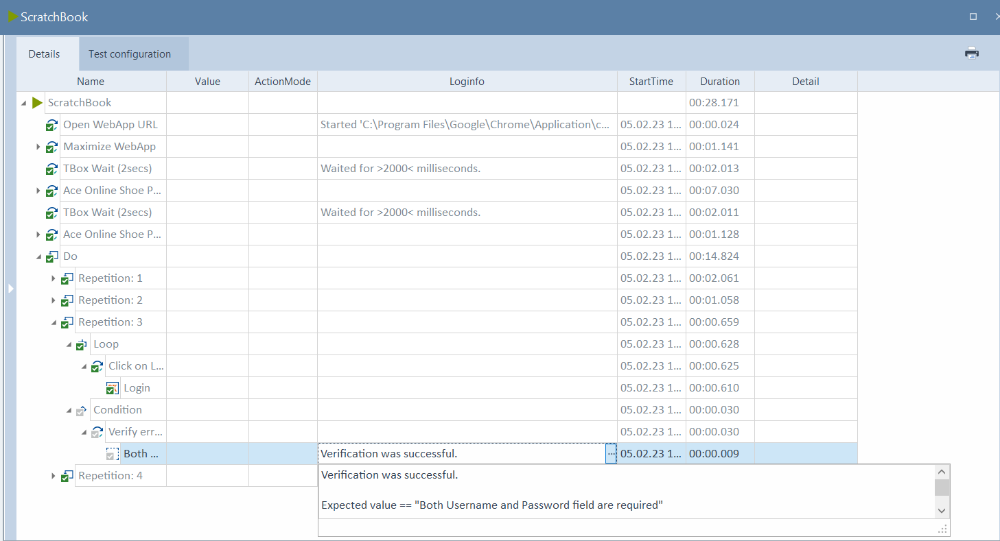 ScratchBook
Details Test configuration
Name Value ActionMode Loginfo StartTime Duration Detail
ScratchBook 00:28.171
Open WebApp URL Started 'C:\Program Files\Google\Chrome\Application\c... 05.02.23 1... 00:00.024
Maximize WebApp 05.02.23 1... 00:01.141
TBox Wait (2secs) Waited for >2000< milliseconds. 05.02.23 1... 00:02.013
Ace Online Shoe P... 05.02.23 1... 00:07.030
TBox Wait (2secs) Waited for >2000< milliseconds. 05.02.23 1... 00:02.011
Ace Online Shoe P... 05.02.23 1... 00:01.128
Do 05.02.23 1... 00:14.824
Repetition: 1 05.02.23 1... 00:02.061
Repetition: 2 05.02.23 1... 00:01.058
Repetition: 3 05.02.23 1... 00:00.659
Loop 05.02.23 1... 00:00.628
Click on L... 05.02.23 1... 00:00.625
Login 05.02.23 1... 00:00.610
Condition 05.02.23 1... 00:00.030
Verify err... 05.02.23 1... 00:00.030
Both ... Verification was successful. ... 05.02.23 1... 00:00.009
Repetition: 4 Verification was successful.
Expected value == "Both Username and Password field are required"